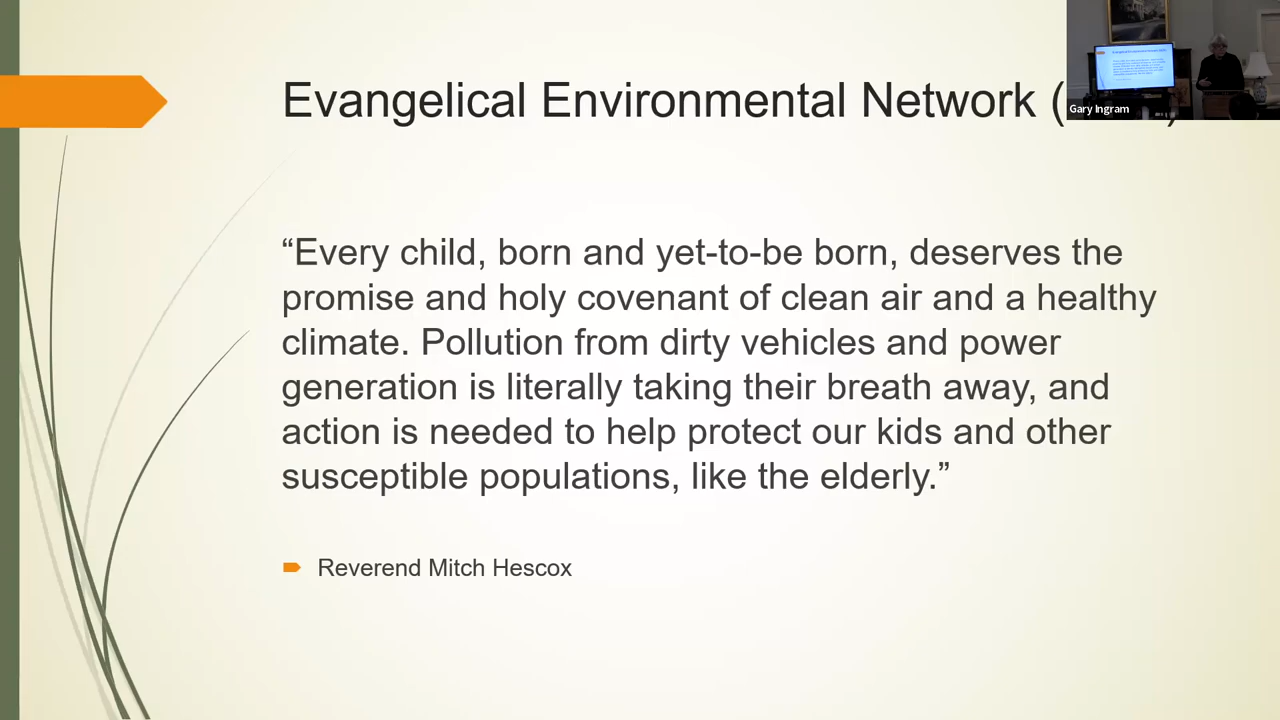 Evangelical Environmental Network (
Gary Ingram
“Every child, born and yet-to-be born, deserves the
promise and holy covenant of clean air and a healthy
climate. Pollution from dirty vehicles and power
generation is literally taking their breath away, and
action is needed to help protect our kids and other
susceptible populations, like the elderly.”
Reverend Mitch Hescox